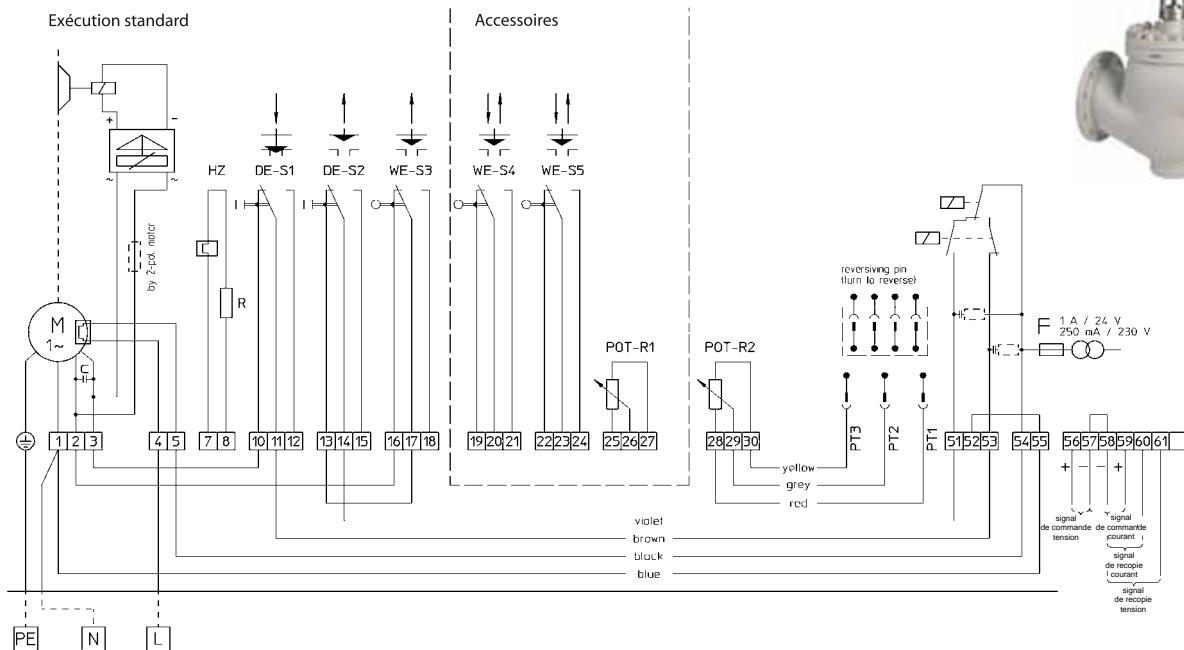 Exécution standard
Accessoires
+ -
~ ~
by 2-pol. motor
HZ DE-S1 DE-S2 WE-S3 WE-S4 WE-S5
R
M
1~
C
reversiving pin
(turn to reverse)
F 1 A / 24 V
250 mA / 230 V
POT-R1 POT-R2
PT3 PT2 PT1
1 2 3 4 5 7 8 10 11 12 13 14 15 16 17 18 19 20 21 22 23 24 25 26 27 28 29 30 51 52 53 54 55 56 57 58 59 60 61
+ - - +
yellow
grey
red
violet
brown
black
blue
signal
de commande
tension
signal
de commande
courant
signal
de recopie
courant
signal
de recopie
tension
PE N L